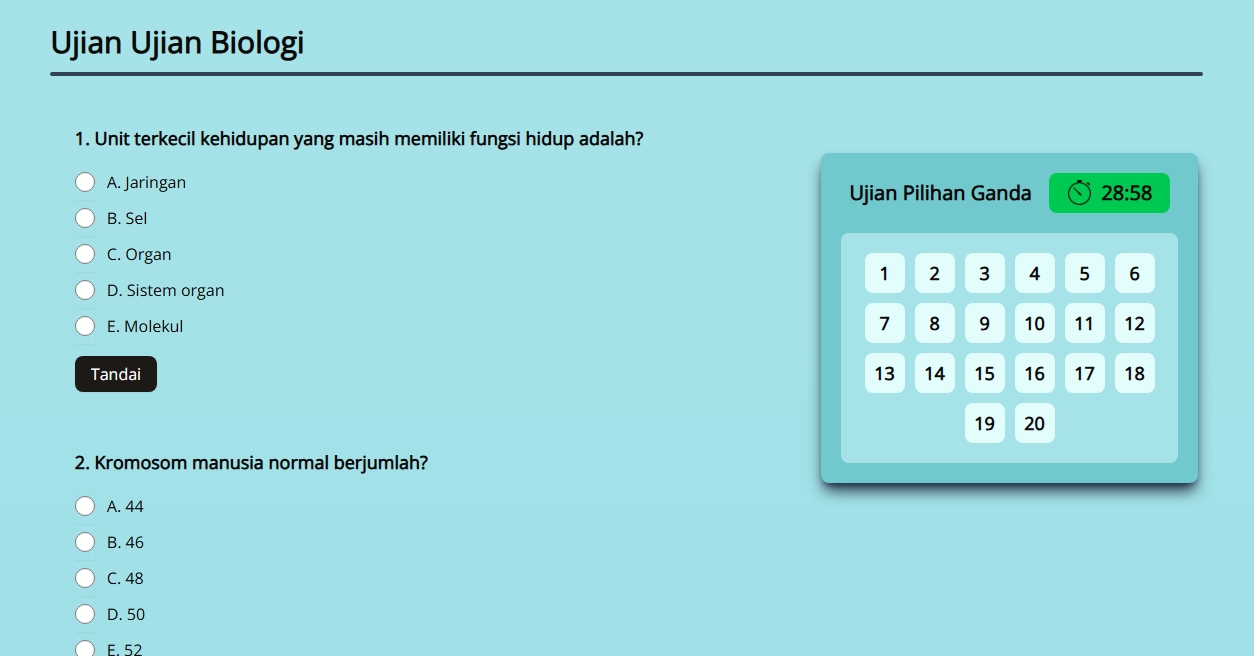 Ujian Ujian Biologi
1. Unit terkecil kehidupan yang masih memiliki fungsi hidup adalah?
A. Jaringan
B. Sel
C. Organ
D. Sistem organ
E. Molekul
Tandai
2. Kromosom manusia normal berjumlah?
A. 44
B. 46
C. 48
D. 50
E. 52
Ujian Pilihan Ganda 28:58
1 2 3 4 5 6
7 8 9 10 11 12
13 14 15 16 17 18
19 20